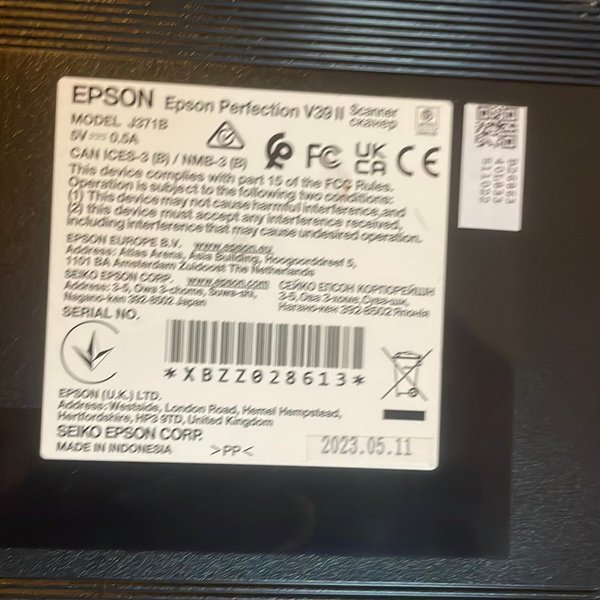 EPSON Epson Perfection V39 II Scanner
сканер
MODEL J371B
5V⎓0.5A
CAN ICES-3 (B) / NMB-3 (B)
FC UK CA CE
This device complies with part 15 of the FCC Rules.
Operation is subject to the following two conditions:
(1) This device may not cause harmful interference,and
(2) this device must accept any interference received,
including interference that may cause undesired operation.
EPSON EUROPE B.V. www.epson.eu
Address: Atlas Arena, Asia Building, Hoogoorddreef 5,
1101 BA Amsterdam Zuidoost The Netherlands
SEIKO EPSON CORP. www.epson.com
Address: 3-5, Owa 3-chome, Suwa-shi,
Nagano-ken 392-8502 Japan
СЕЙКО ЕПСОН КОРПОРЕЙШН
3-5, Ова 3-чоме, Сува-ши,
Нагано-кен 392-8502 Япония
SERIAL NO.
*XBZZ028613*
EPSON (U.K.) LTD.
Address: Westside, London Road, Hemel Hempstead,
Hertfordshire, HP3 9TD, United Kingdom
SEIKO EPSON CORP.
MADE IN INDONESIA >PP< 2023.05.11